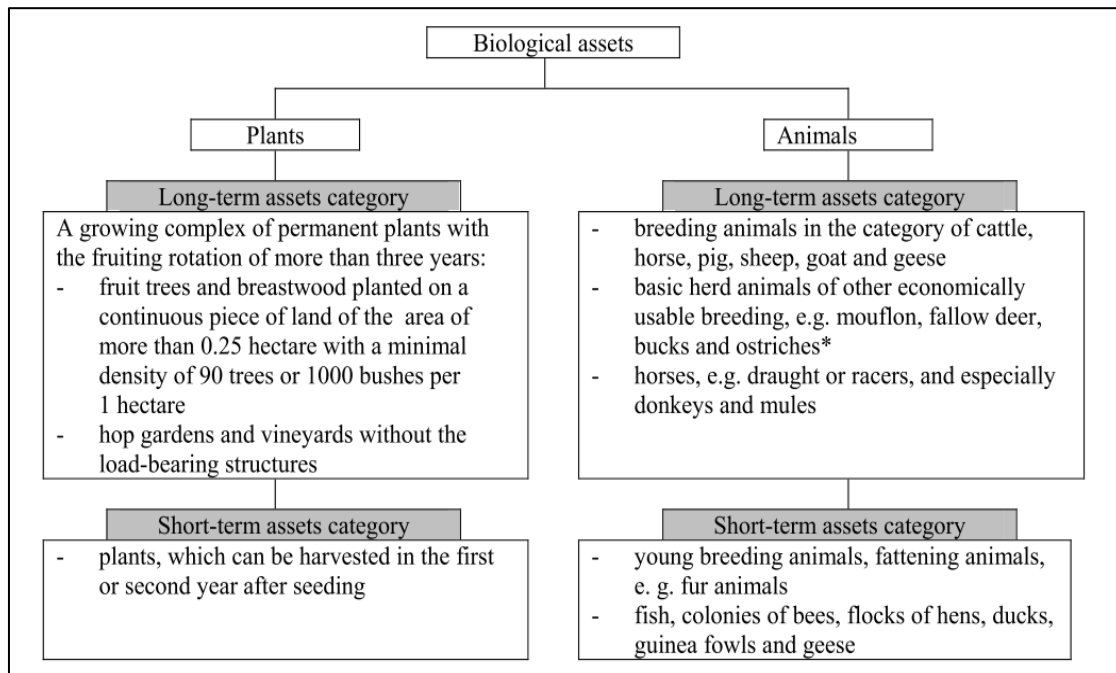 Biological assets
Plants
Long-term assets category
A growing complex of permanent plants with
the fruiting rotation of more than three years:
- fruit trees and breastwood planted on a
continuous piece of land of the area of
more than 0.25 hectare with a minimal
density of 90 trees or 1000 bushes per
1 hectare
- hop gardens and vineyards without the
load-bearing structures
Short-term assets category
- plants, which can be harvested in the first
or second year after seeding
Animals
Long-term assets category
- breeding animals in the category of cattle,
horse, pig, sheep, goat and geese
- basic herd animals of other economically
usable breeding, e.g. mouflon, fallow deer,
bucks and ostriches*
- horses, e.g. draught or racers, and especially
donkeys and mules
Short-term assets category
- young breeding animals, fattening animals,
e. g. fur animals
- fish, colonies of bees, flocks of hens, ducks,
guinea fowls and geese